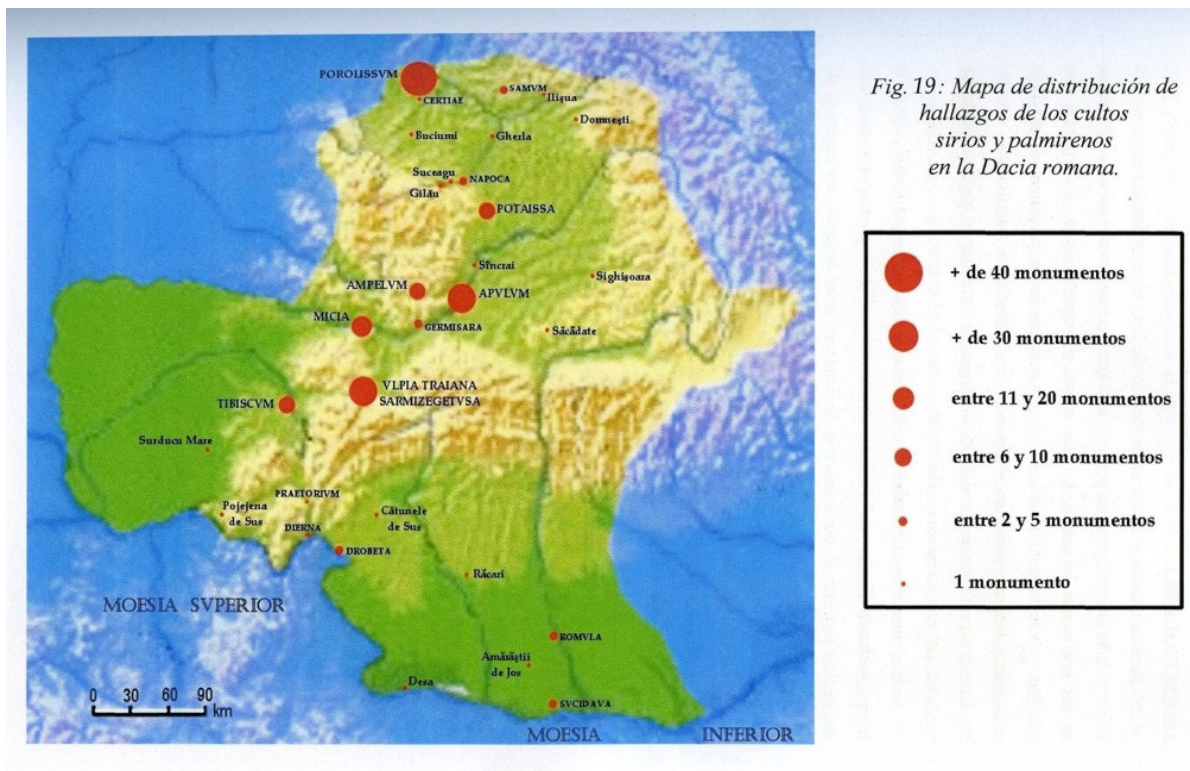 Fig. 19: Mapa de distribución de
hallazgos de los cultos
sirios y palmirenos
en la Dacia romana.
+ de 40 monumentos
+ de 30 monumentos
entre 11 y 20 monumentos
entre 6 y 10 monumentos
entre 2 y 5 monumentos
1 monumento
POROLISSVM
CERTIAE
SAMVM
Ilişua
Domneşti
Buciumi
Gherla
Suceagu
NAPOCA
Gilău
POTAISSA
Sîncrai
Sighişoara
AMPELVM
APVLVM
MICIA
GERMISARA
Săcădate
VLPIA TRAIANA
SARMIZEGETVSA
TIBISCVM
Surducu Mare
PRAETORIVM
Pojejena
de Sus
Cătunele
de Sus
DIERNA
DROBETA
Răcari
MOESIA SVPERIOR
ROMVLA
Amărăştii
de Jos
Desa
SVCIDAVA
0 30 60 90
km
MOESIA INFERIOR